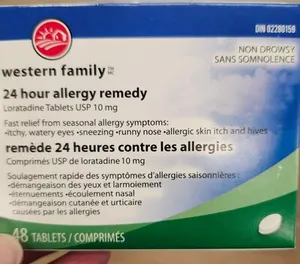 DIN 02280159
NON DROWSY
SANS SOMNOLENCE
western family
24 hour allergy remedy
Loratadine Tablets USP 10 mg
Fast relief from seasonal allergy symptoms:
•itchy, watery eyes •sneezing •runny nose •allergic skin itch and hives
remède 24 heures contre les allergies
Comprimés USP de loratadine 10 mg
Soulagement rapide des symptômes d'allergies saisonnières :
•démangeaison des yeux et larmoiement
•éternuements •écoulement nasal
•démangeaison cutanée et urticaire
causées par les allergies
48 TABLETS / COMPRIMÉS